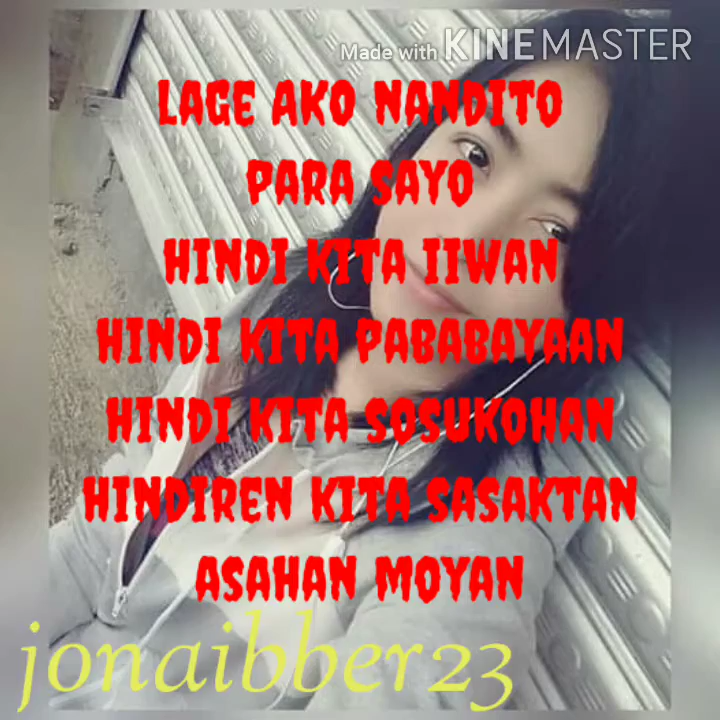 Made with KINEMASTER
LAGE AKO NANDITO
PARA SAYO
HINDI KITA IIWAN
HINDI KITA PABABAYAAN
HINDI KITA SOSUKOHAN
HINDIREN KITA SASAKTAN
ASAHAN MOYAN
jonaibber23